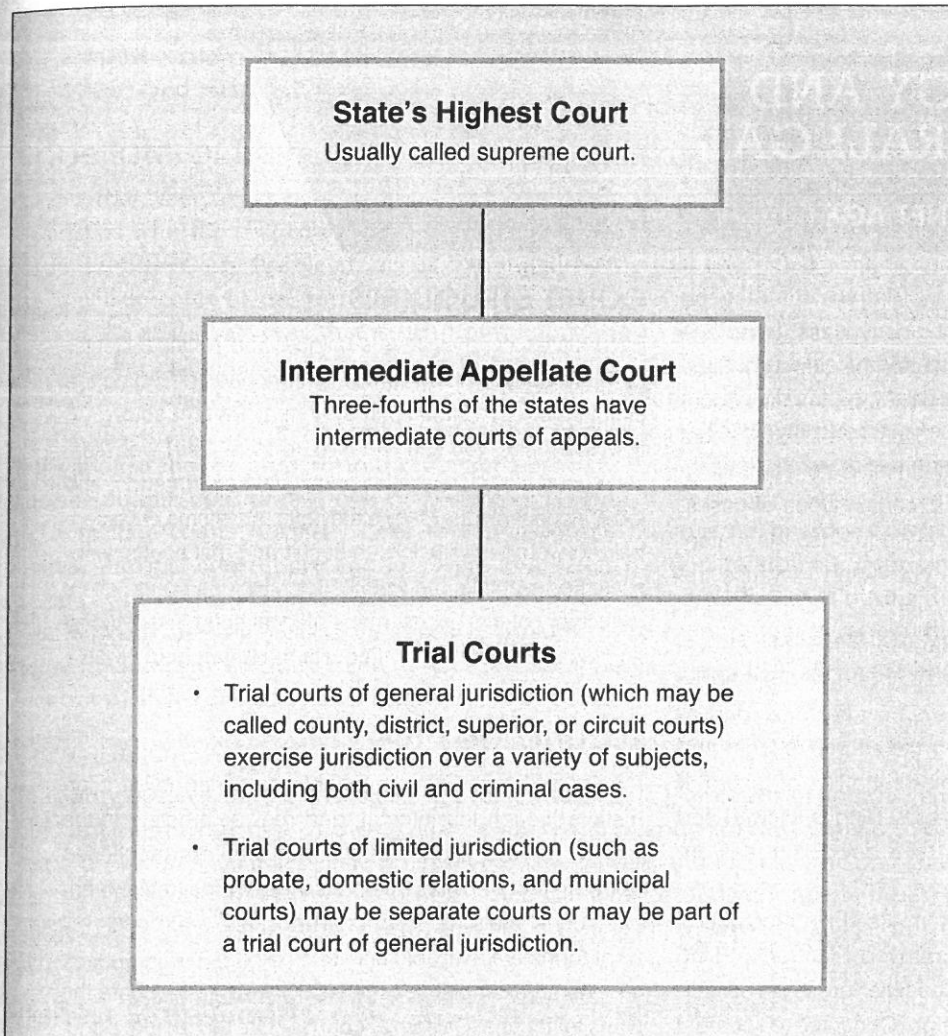 State's Highest Court
Usually called supreme court.
Intermediate Appellate Court
Three-fourths of the states have
intermediate courts of appeals.
Trial Courts
• Trial courts of general jurisdiction (which may be
called county, district, superior, or circuit courts)
exercise jurisdiction over a variety of subjects,
including both civil and criminal cases.
• Trial courts of limited jurisdiction (such as
probate, domestic relations, and municipal
courts) may be separate courts or may be part of
a trial court of general jurisdiction.